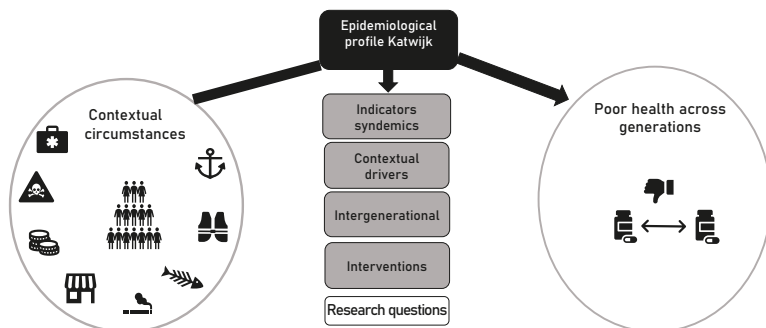 Epidemiological
profile Katwijk
Contextual
circumstances
Indicators
syndemics
Contextual
drivers
Intergenerational
Interventions
Research questions
Poor health across
generations